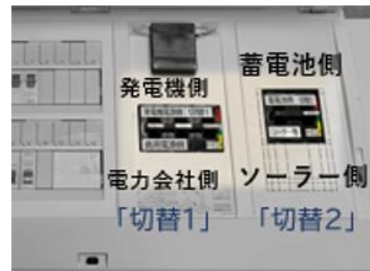 発電機側
蓄電池側
電力会社側
ソーラー側
「切替1」
「切替2」